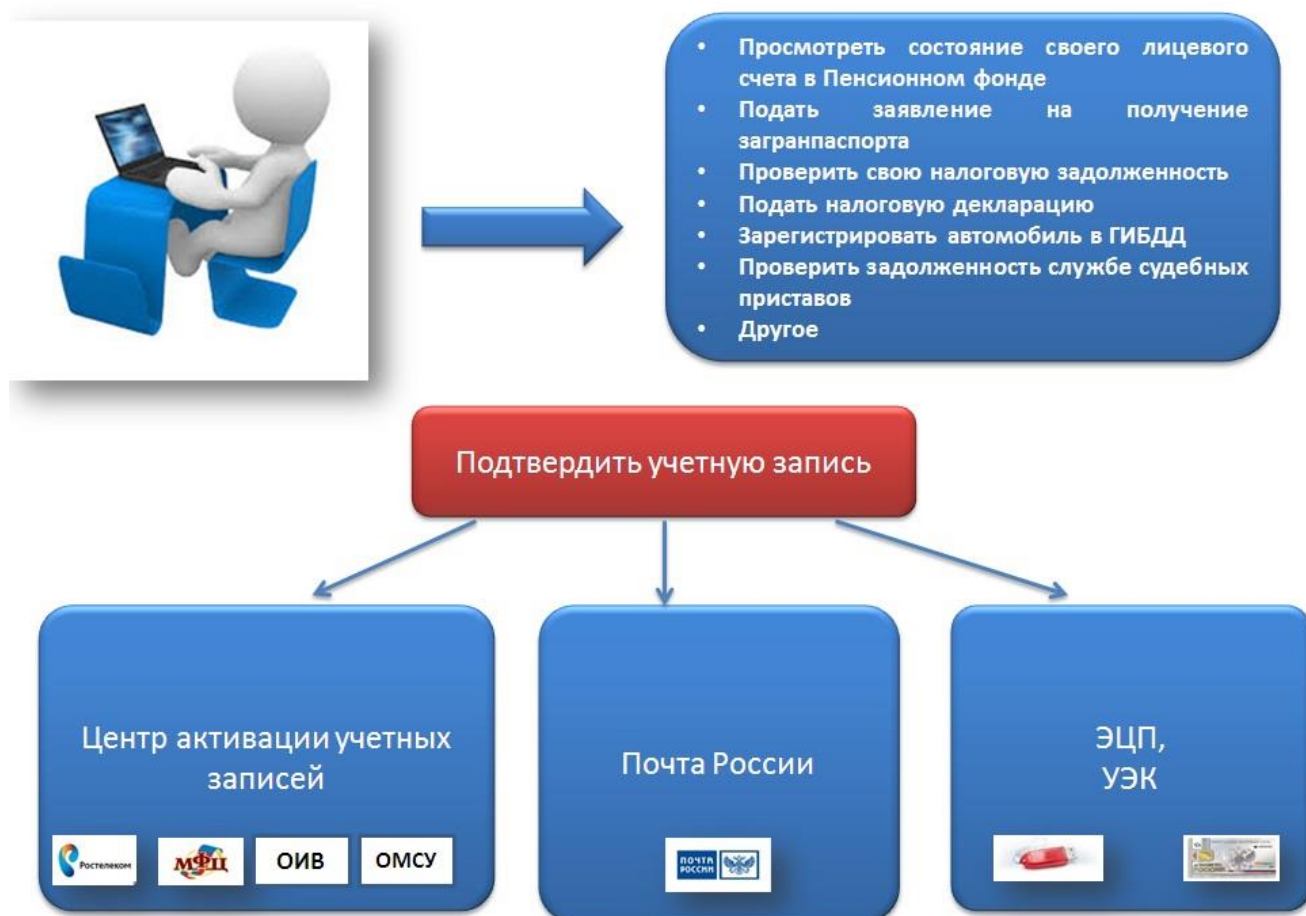 • Просмотреть состояние своего лицевого
счета в Пенсионном фонде
• Подать заявление на получение
загранпаспорта
• Проверить свою налоговую задолженность
• Подать налоговую декларацию
• Зарегистрировать автомобиль в ГИБДД
• Проверить задолженность службе судебных
приставов
• Другое
Подтвердить учетную запись
Центр активации учетных
записей
Ростелеком
МФЦ
ОИВ
ОМСУ
Почта России
ПОЧТА
РОССИИ
ЭЦП,
УЭК